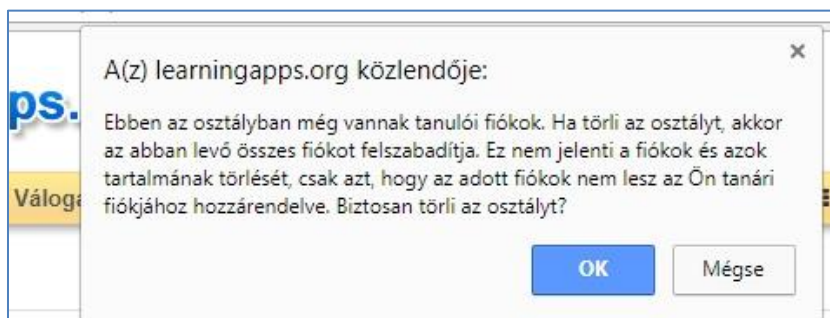 A(z) learningapps.org közlendője:
ps.
Ebben az osztályban még vannak tanulói fiókok. Ha törli az osztályt, akkor
az abban levő összes fiókot felszabadítja. Ez nem jelenti a fiókok és azok
tartalmának törlését, csak azt, hogy az adott fiókok nem lesz az Ön tanári
fiókjához hozzárendelve. Biztosan törli az osztályt?
Váloga
OK Mégse